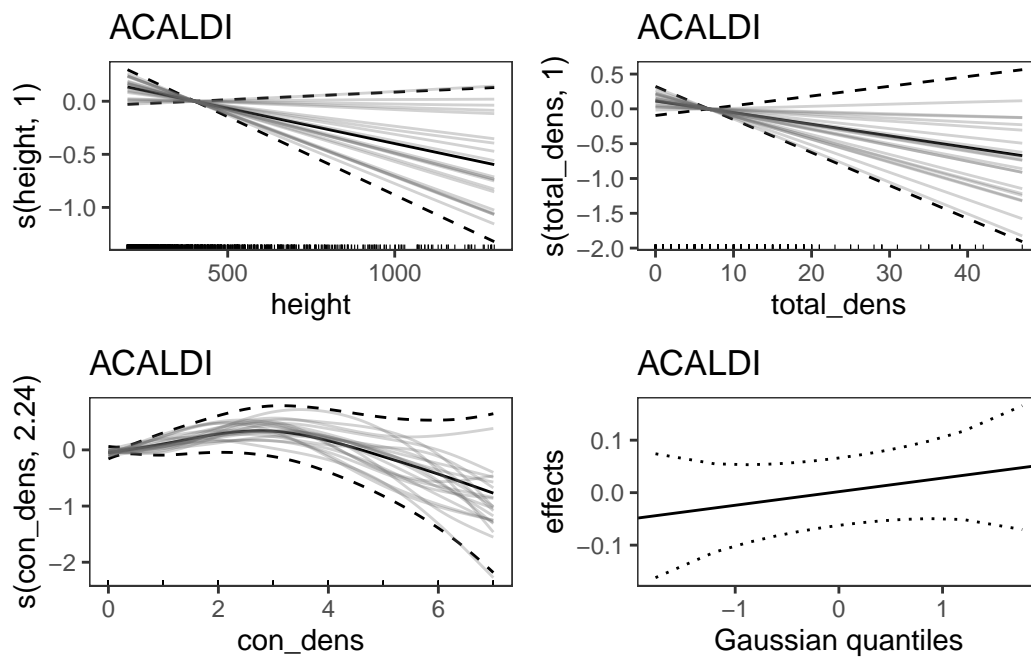 ACALDI
s(height, 1)
0.0
−0.5
−1.0
500
1000
height
ACALDI
s(total_dens, 1)
0.5
0.0
−0.5
−1.0
−1.5
−2.0
0
10
20
30
40
total_dens
ACALDI
s(con_dens, 2.24)
0
−1
−2
0
2
4
6
con_dens
ACALDI
effects
0.1
0.0
−0.1
−1
0
1
Gaussian quantiles